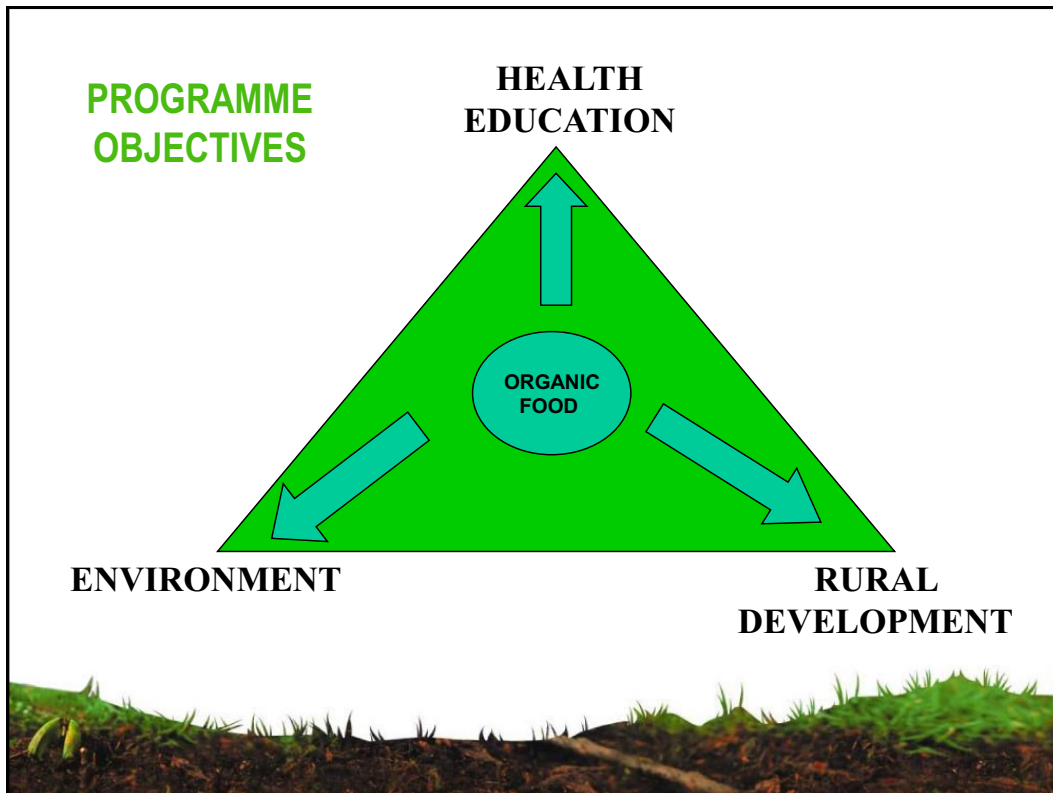 PROGRAMME
OBJECTIVES
HEALTH
EDUCATION
ORGANIC
FOOD
ENVIRONMENT
RURAL
DEVELOPMENT